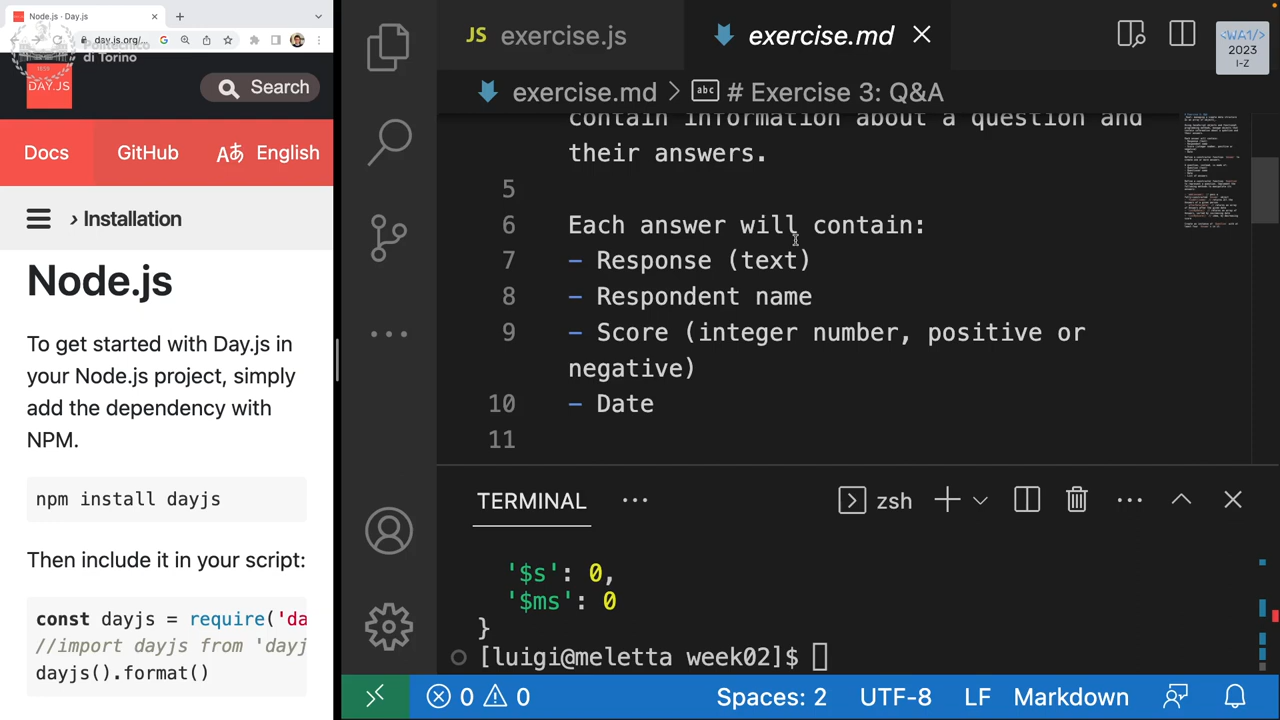 Node.js · Day.js
day.js.org/...
Politecnico
di Torino
DAY.JS
Search
Docs
GitHub
English
› Installation
Node.js
To get started with Day.js in
your Node.js project, simply
add the dependency with
NPM.
npm install dayjs
Then include it in your script:
const dayjs = require('da
//import dayjs from 'dayj
dayjs().format()
JS exercise.js
exercise.md
<WA1/>
2023
I-Z
exercise.md > abc # Exercise 3: Q&A
contain information about a question and
their answers.
5
6 Each answer will contain:
7 - Response (text)
8 - Respondent name
9 - Score (integer number, positive or
negative)
10 - Date
11
TERMINAL
zsh
'$s': 0,
'$ms': 0
}
[luigi@meletta week02]$
0 0
Spaces: 2
UTF-8
LF
Markdown